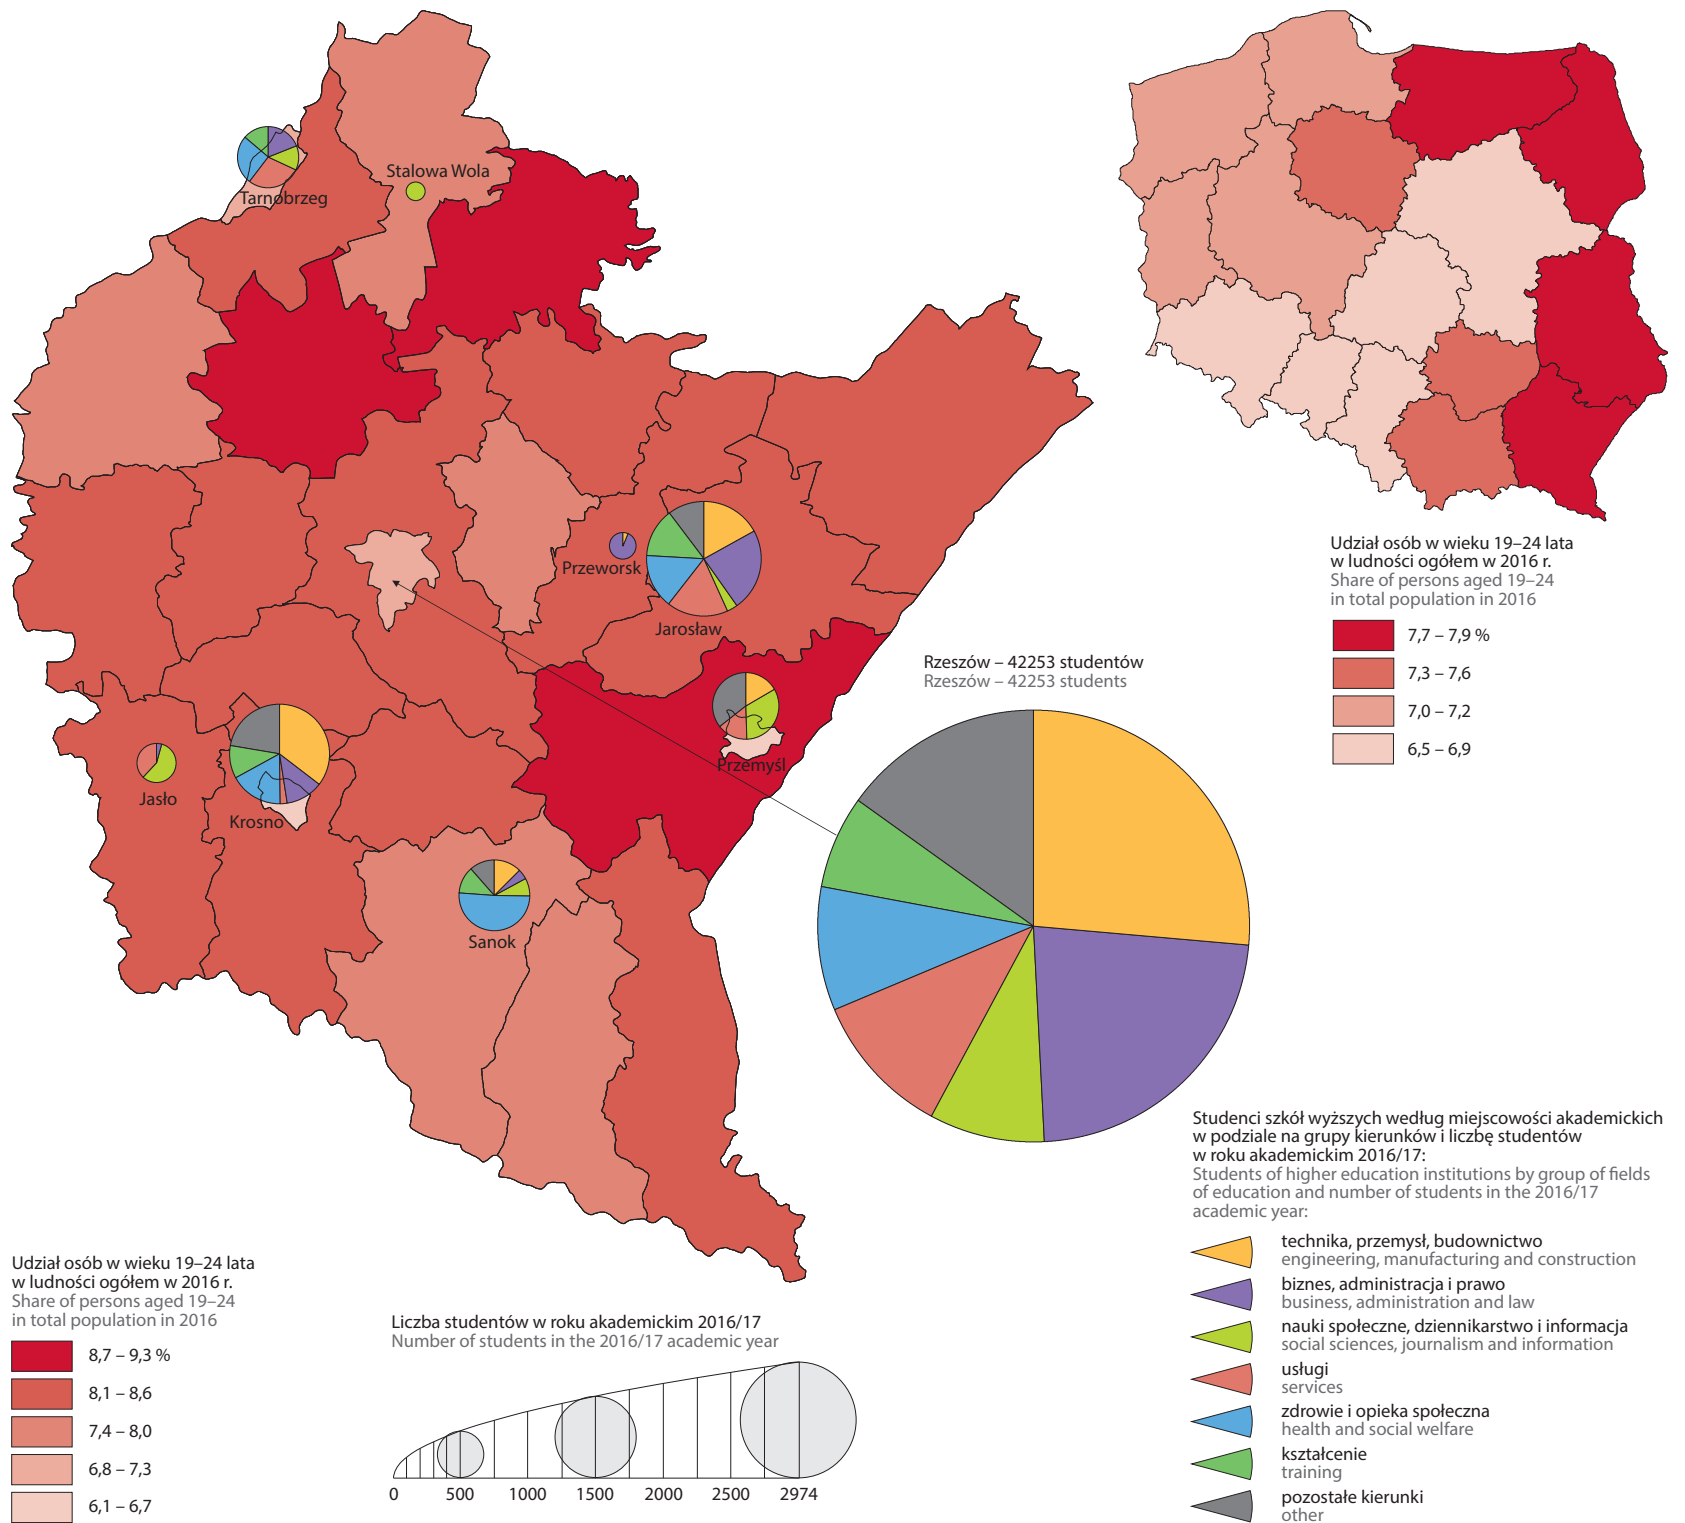 Stalowa Wola
Tarnobrzeg
Przeworsk
Jarosław
Przemyśl
Jasło
Krosno
Sanok
Udział osób w wieku 19–24 lata
w ludności ogółem w 2016 r.
Share of persons aged 19–24
in total population in 2016
7,7 – 7,9 %
7,3 – 7,6
7,0 – 7,2
6,5 – 6,9
Rzeszów – 42253 studentów
Rzeszów – 42253 students
Studenci szkół wyższych według miejscowości akademickich
w podziale na grupy kierunków i liczbę studentów
w roku akademickim 2016/17:
Students of higher education institutions by group of fields
of education and number of students in the 2016/17
academic year:
technika, przemysł, budownictwo
engineering, manufacturing and construction
biznes, administracja i prawo
business, administration and law
nauki społeczne, dziennikarstwo i informacja
social sciences, journalism and information
usługi
services
zdrowie i opieka społeczna
health and social welfare
kształcenie
training
pozostałe kierunki
other
Udział osób w wieku 19–24 lata
w ludności ogółem w 2016 r.
Share of persons aged 19–24
in total population in 2016
8,7 – 9,3 %
8,1 – 8,6
7,4 – 8,0
6,8 – 7,3
6,1 – 6,7
Liczba studentów w roku akademickim 2016/17
Number of students in the 2016/17 academic year
0 500 1000 1500 2000 2500 2974